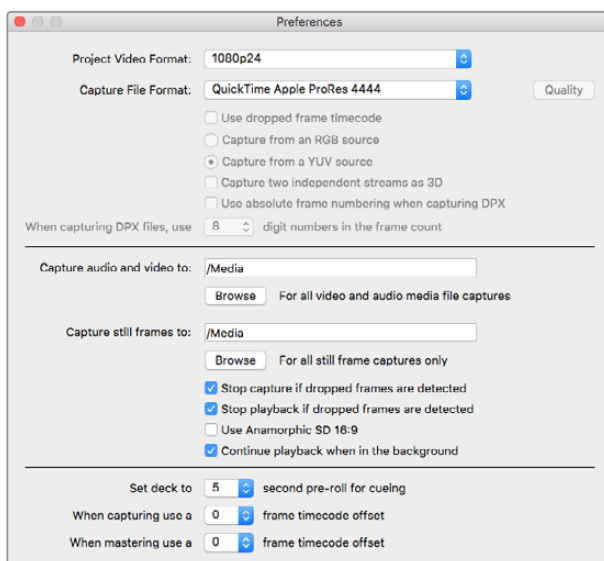 Preferences
Project Video Format: 1080p24
Capture File Format: QuickTime Apple ProRes 4444 Quality
Use dropped frame timecode
Capture from an RGB source
Capture from a YUV source
Capture two independent streams as 3D
Use absolute frame numbering when capturing DPX
When capturing DPX files, use 8 digit numbers in the frame count
Capture audio and video to: /Media
Browse For all video and audio media file captures
Capture still frames to: /Media
Browse For all still frame captures only
Stop capture if dropped frames are detected
Stop playback if dropped frames are detected
Use Anamorphic SD 16:9
Continue playback when in the background
Set deck to 5 second pre-roll for cueing
When capturing use a 0 frame timecode offset
When mastering use a 0 frame timecode offset